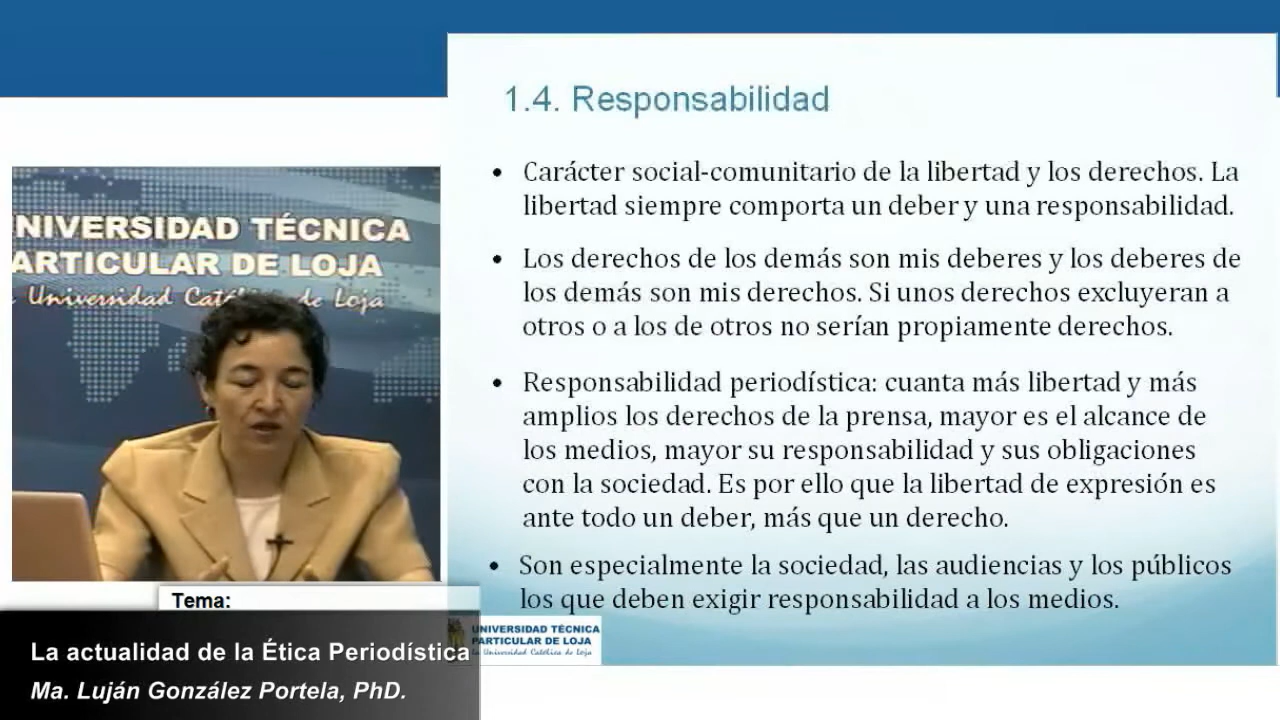 1.4. Responsabilidad
• Carácter social-comunitario de la libertad y los derechos. La
libertad siempre comporta un deber y una responsabilidad.
• Los derechos de los demás son mis deberes y los deberes de
los demás son mis derechos. Si unos derechos excluyeran a
otros o a los de otros no serían propiamente derechos.
• Responsabilidad periodística: cuanta más libertad y más
amplios los derechos de la prensa, mayor es el alcance de
los medios, mayor su responsabilidad y sus obligaciones
con la sociedad. Es por ello que la libertad de expresión es
ante todo un deber, más que un derecho.
• Son especialmente la sociedad, las audiencias y los públicos
los que deben exigir responsabilidad a los medios.
NIVERSIDAD TÉCNICA
ARTICULAR DE LOJA
Universidad Católica de Loja
Tema:
La actualidad de la Ética Periodística
Ma. Luján González Portela, PhD.
UNIVERSIDAD TÉCNICA
PARTICULAR DE LOJA
La Universidad Católica de Loja